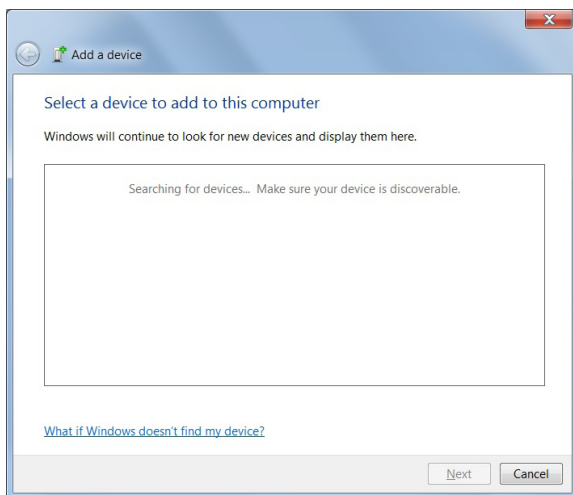 Add a device
Select a device to add to this computer
Windows will continue to look for new devices and display them here.
Searching for devices... Make sure your device is discoverable.
What if Windows doesn't find my device?
Next Cancel